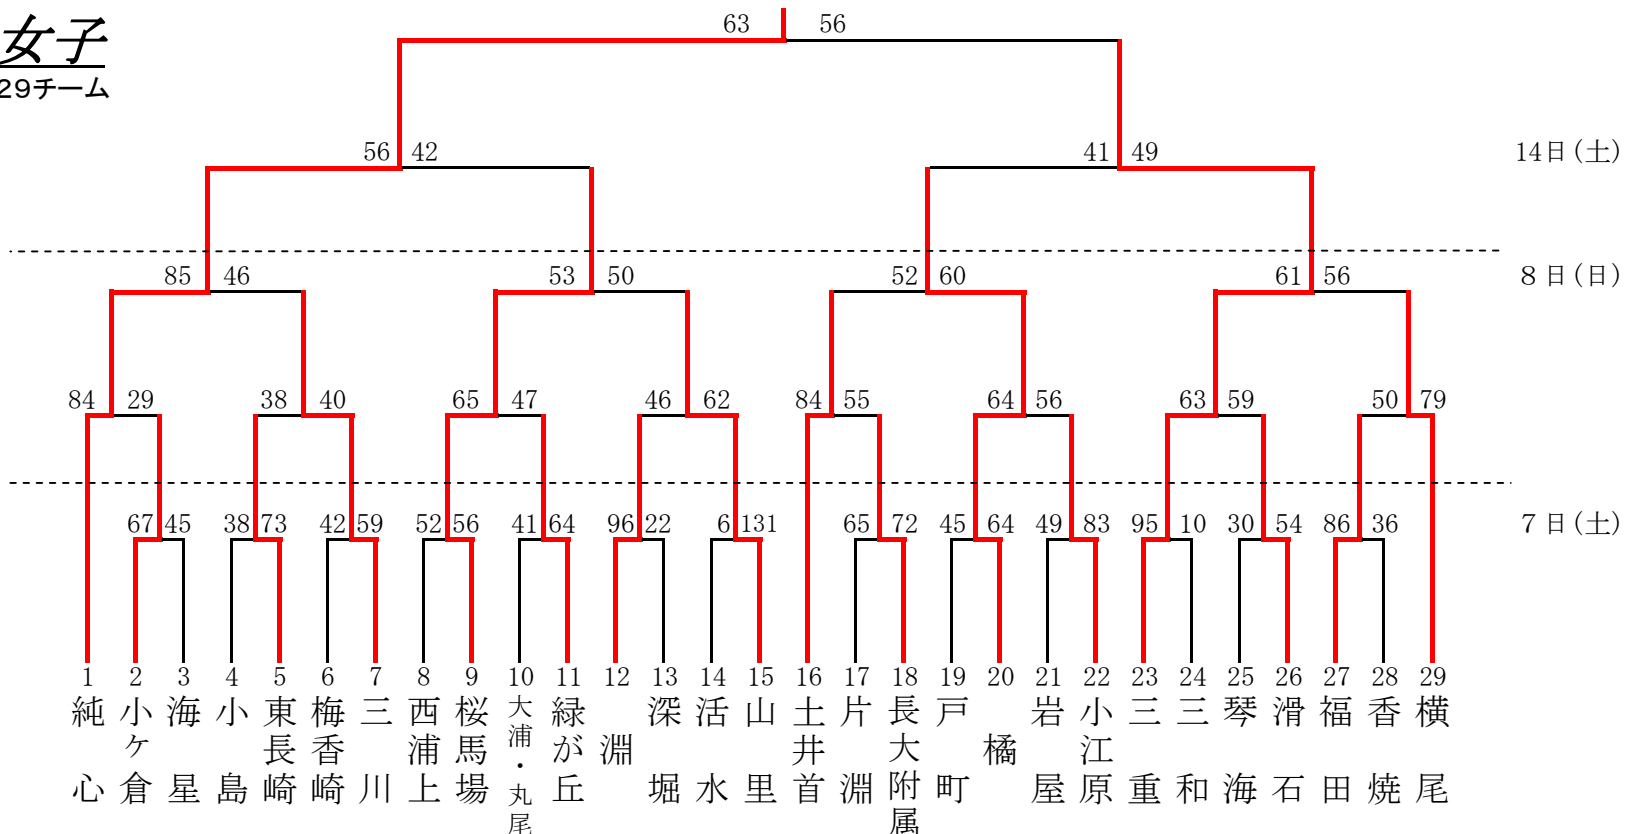 女子
29チーム
63 56
56 42 41 49 14日(土)
85 46 53 50 52 60 61 56 8日(日)
84 29 38 40 65 47 46 62 84 55 64 56 63 59 50 79
67 45 38 73 42 59 52 56 41 64 96 22 6 131 65 72 45 64 49 83 95 10 30 54 86 36 7日(土)
1 2 3 4 5 6 7 8 9 10 11 12 13 14 15 16 17 18 19 20 21 22 23 24 25 26 27 28 29
純心
小ケ倉
海星
小島
東長崎
梅香崎
三川
西浦上
桜馬場
大浦・丸尾
緑が丘
淵
深堀
活水
山里
土井首
片淵
長大附属
戸町
橘
岩屋
小江原
三重
三和
琴海
滑石
福田
香焼
横尾